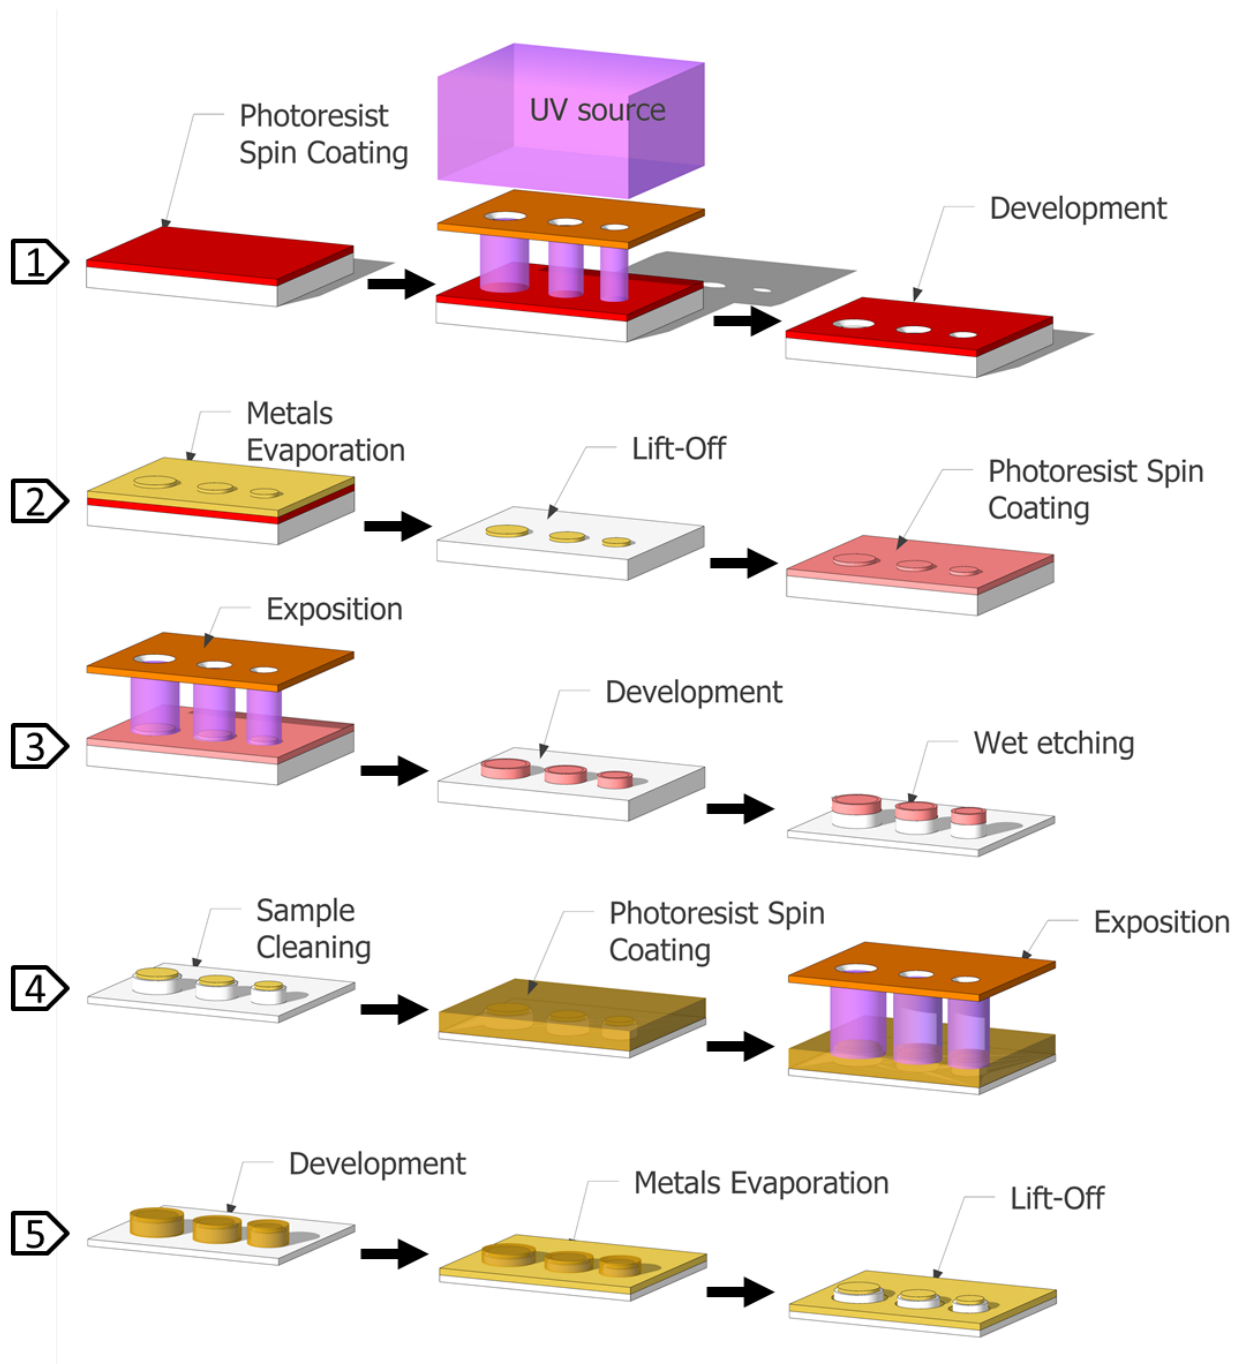 Photoresist
Spin Coating
UV source
Development
1
Metals
Evaporation
Lift-Off
Photoresist Spin
Coating
2
Exposition
Development
Wet etching
3
Sample
Cleaning
Photoresist Spin
Coating
Exposition
4
Development
Metals Evaporation
Lift-Off
5